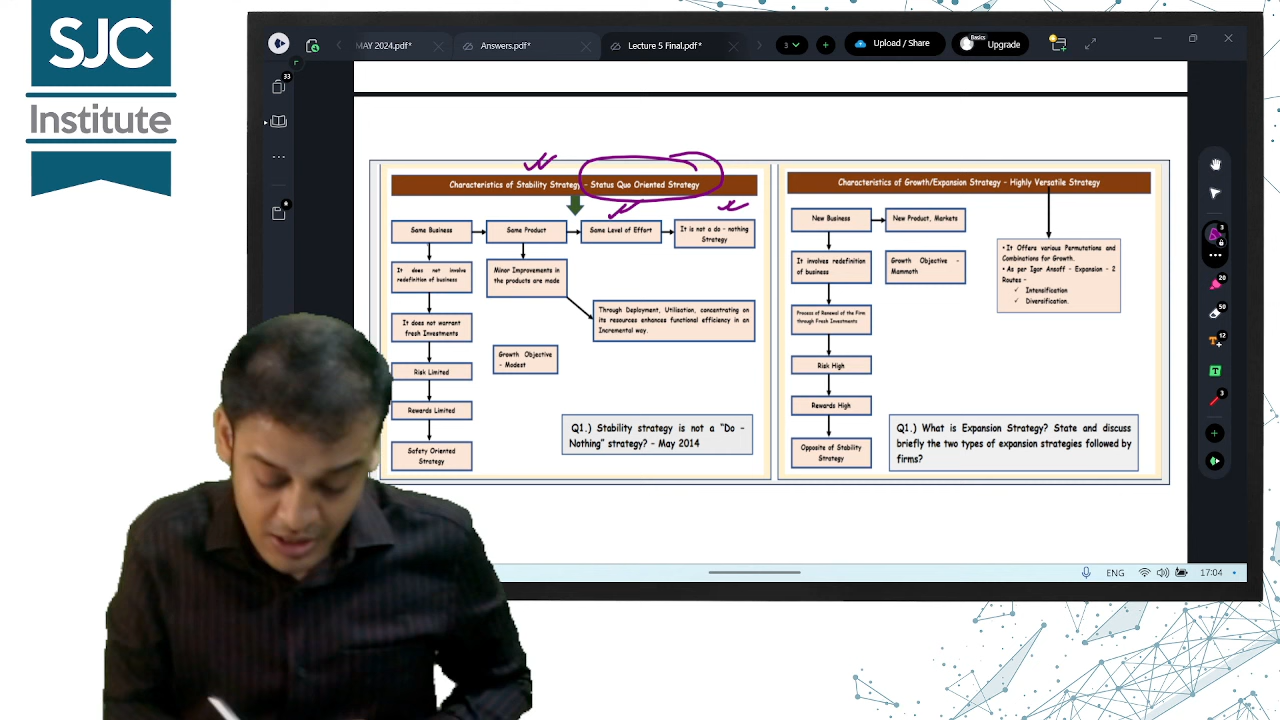 SJC
Institute
MAY 2024.pdf*
Answers.pdf*
Lecture 5 Final.pdf*
3
Upload / Share
Basics
Upgrade
33
Characteristics of Stability Strategy - Status Quo Oriented Strategy
Same Business
Same Product
Same Level of Effort
It is not a do - nothing
Strategy
It does not involve
redefinition of business
Minor Improvements in
the products are made
Through Deployment, Utilisation, concentrating on
its resources enhances functional efficiency in an
Incremental way.
It does not warrant
fresh Investments
Growth Objective
- Modest
Risk Limited
Rewards Limited
Safety Oriented
Strategy
Q1.) Stability strategy is not a "Do -
Nothing" strategy? - May 2014
Characteristics of Growth/Expansion Strategy - Highly Versatile Strategy
New Business
New Product, Markets
It involves redefinition
of business
Growth Objective -
Mammoth
• It Offers various Permutations and
Combinations for Growth.
• As per Igor Ansoff - Expansion - 2
Routes -
✓ Intensification
✓ Diversification.
Process of Renewal of the Firm
through Fresh Investments
Risk High
Rewards High
Opposite of Stability
Strategy
Q1.) What is Expansion Strategy? State and discuss
briefly the two types of expansion strategies followed by
firms?
3
20
50
12
T
3
ENG
17:04